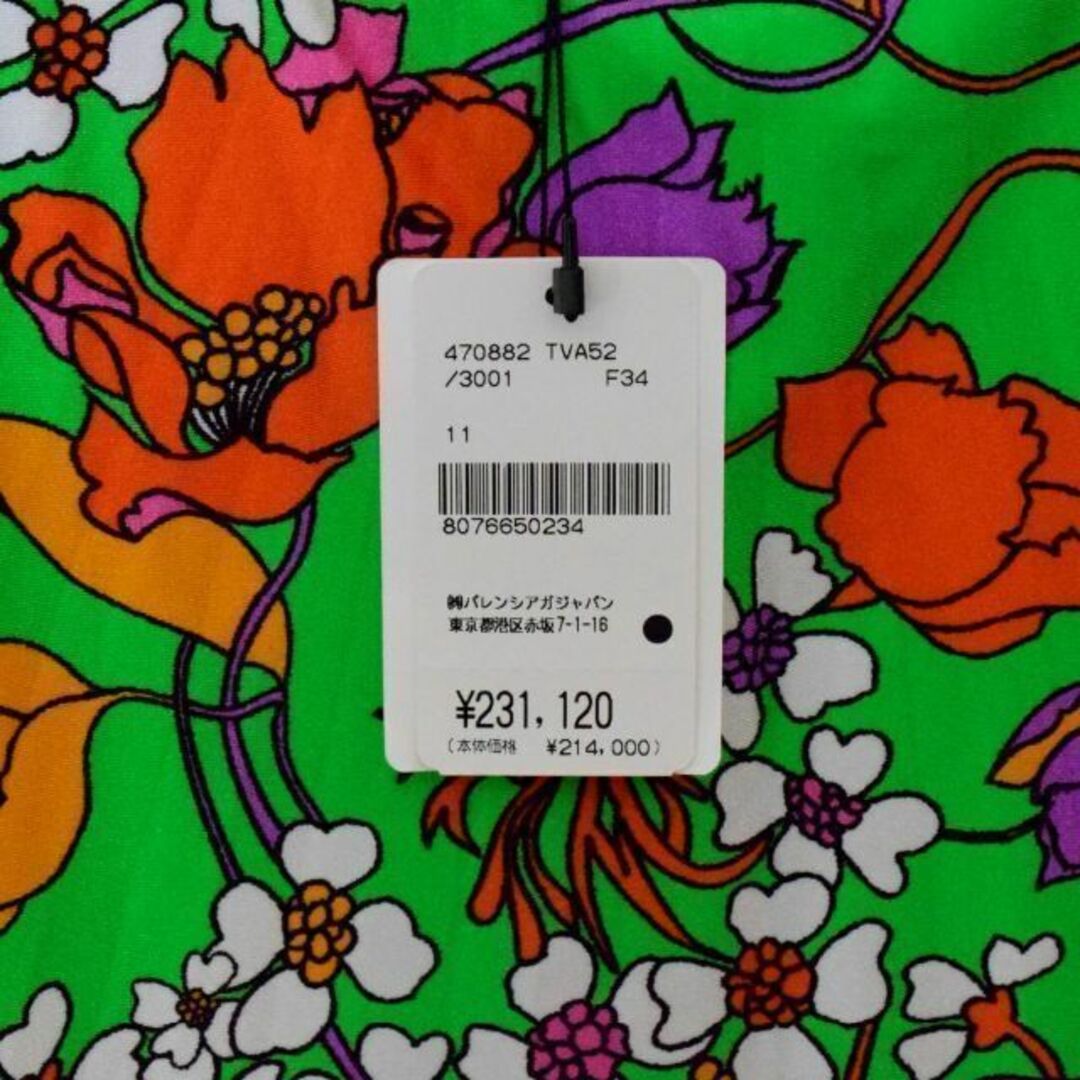 470882 TVA52
/3001 F34
11
8076650234
㈱バレンシアガジャパン
東京都港区赤坂7-1-16
¥231,120
(本体価格 ¥214,000)